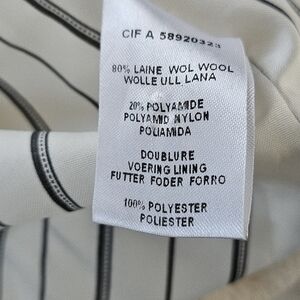 CIF A 58920323
80% LAINE WOL WOOL
WOLLE ULL LANA
20% POLYAMIDE
POLYAMID NYLON
POLIAMIDA
DOUBLURE
VOERING LINING
FUTTER FODER FORRO
100% POLYESTER
POLIESTER